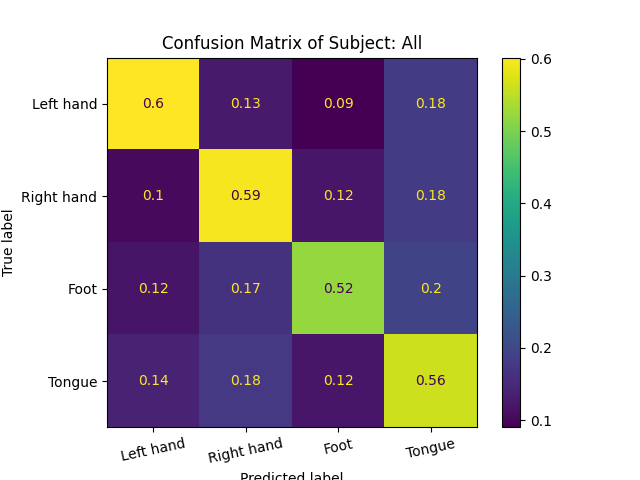 Confusion Matrix of Subject: All
True label
Left hand 0.6 0.13 0.09 0.18
Right hand 0.1 0.59 0.12 0.18
Foot 0.12 0.17 0.52 0.2
Tongue 0.14 0.18 0.12 0.56
Left hand Right hand Foot Tongue
Predicted label
0.6
0.5
0.4
0.3
0.2
0.1